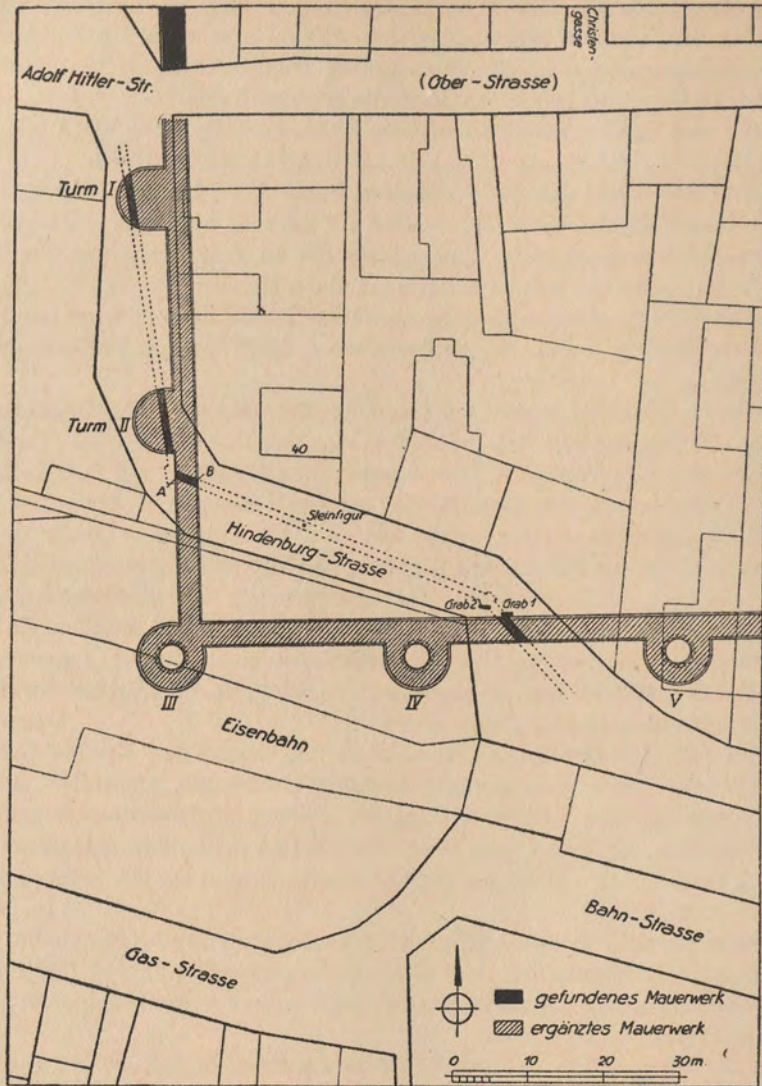 Christen-
gasse
Adolf Hitler-Str.
(Ober-Strasse)
Turm I
Turm II
40
A
B
Steinfigur
Hindenburg-Strasse
Grab 2
Grab 1
III
IV
V
Eisenbahn
Bahn-Strasse
Gas-Strasse
gefundenes Mauerwerk
ergänztes Mauerwerk
0 10 20 30 m.